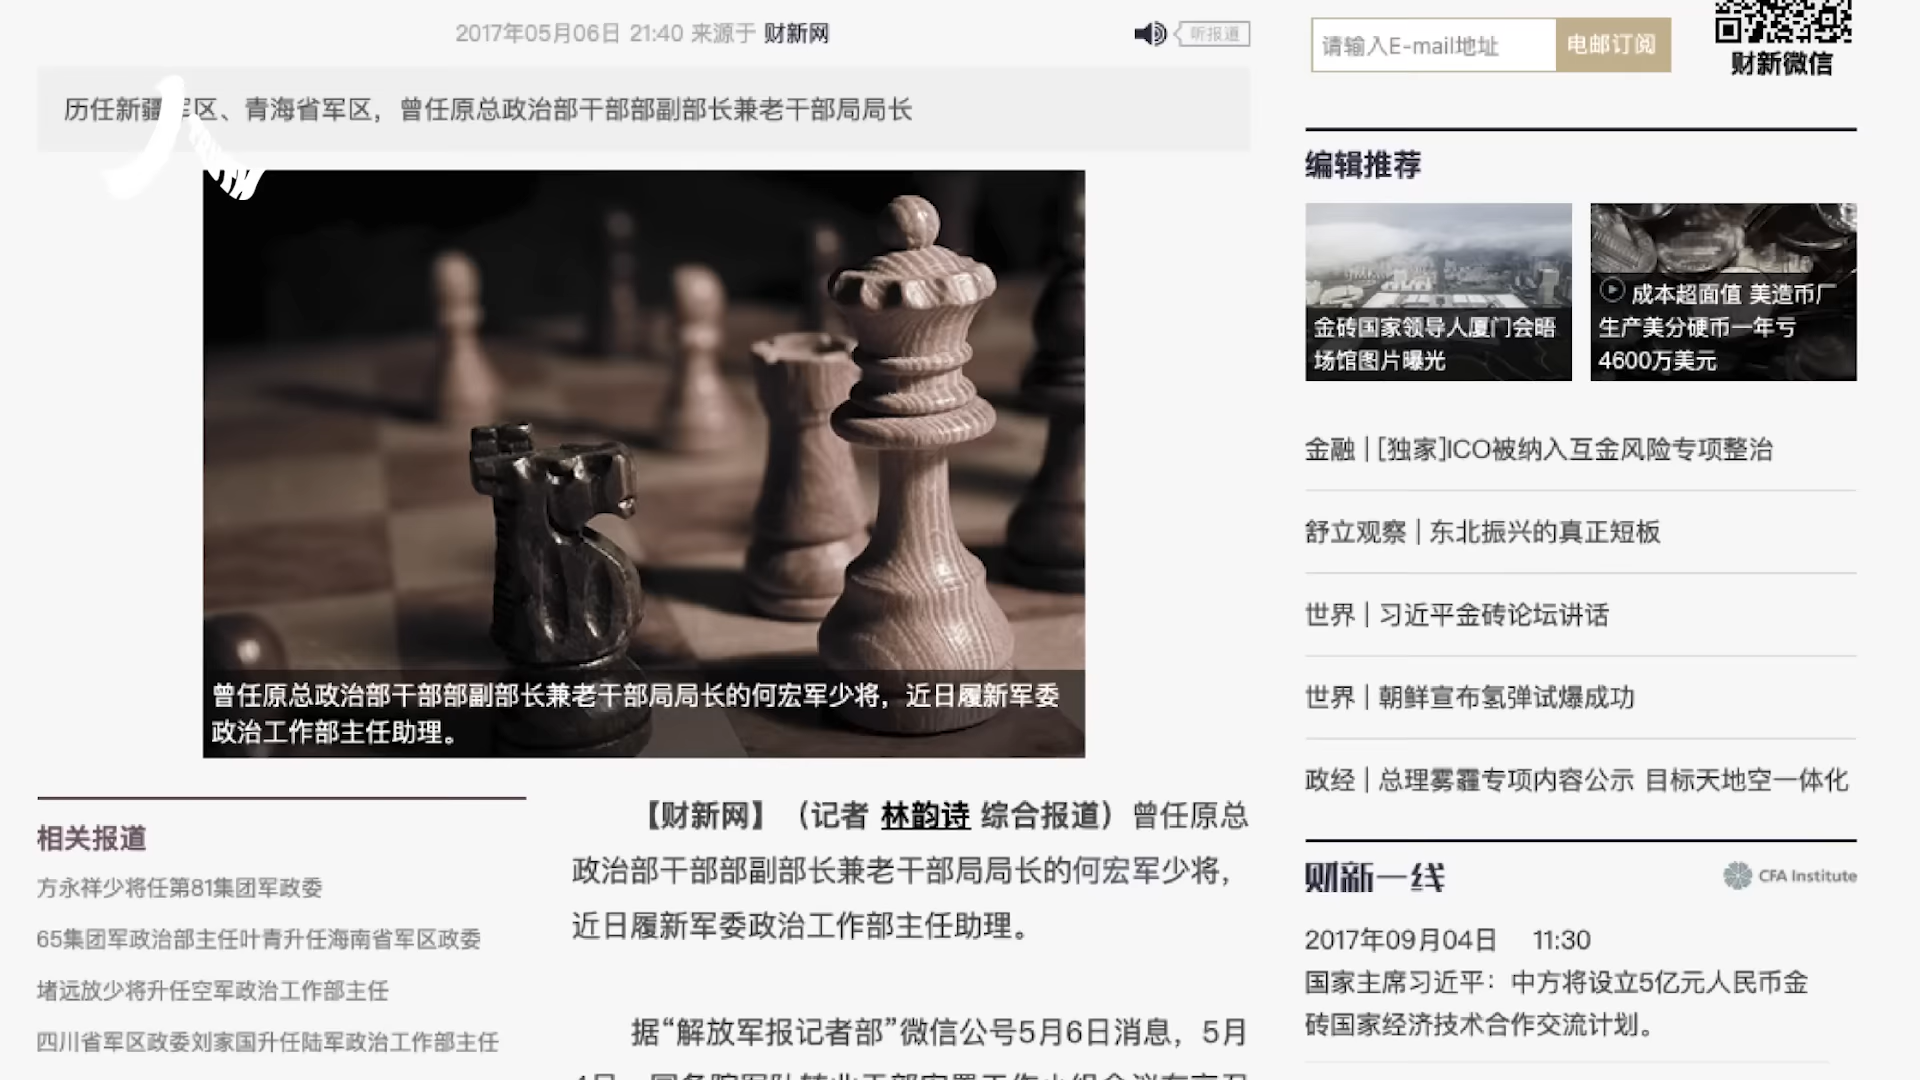 2017年05月06日 21:40 来源于 财新网
听报道
历任新疆军区、青海省军区，曾任原总政治部干部部副部长兼老干部局局长
人
曾任原总政治部干部部副部长兼老干部局局长的何宏军少将，近日履新军委
政治工作部主任助理。
相关报道
方永祥少将任第81集团军政委
65集团军政治部主任叶青升任海南省军区政委
堵远放少将升任空军政治工作部主任
四川省军区政委刘家国升任陆军政治工作部主任
【财新网】（记者 林韵诗 综合报道）曾任原总
政治部干部部副部长兼老干部局局长的何宏军少将，
近日履新军委政治工作部主任助理。
据“解放军报记者部”微信公号5月6日消息，5月
请输入E-mail地址
电邮订阅
财新微信
编辑推荐
金砖国家领导人厦门会晤
场馆图片曝光
成本超面值 美造币厂
生产美分硬币一年亏
4600万美元
金融 | [独家]ICO被纳入互金风险专项整治
舒立观察 | 东北振兴的真正短板
世界 | 习近平金砖论坛讲话
世界 | 朝鲜宣布氢弹试爆成功
政经 | 总理雾霾专项内容公示 目标天地空一体化
财新一线
CFA Institute
2017年09月04日 11:30
国家主席习近平：中方将设立5亿元人民币金
砖国家经济技术合作交流计划。